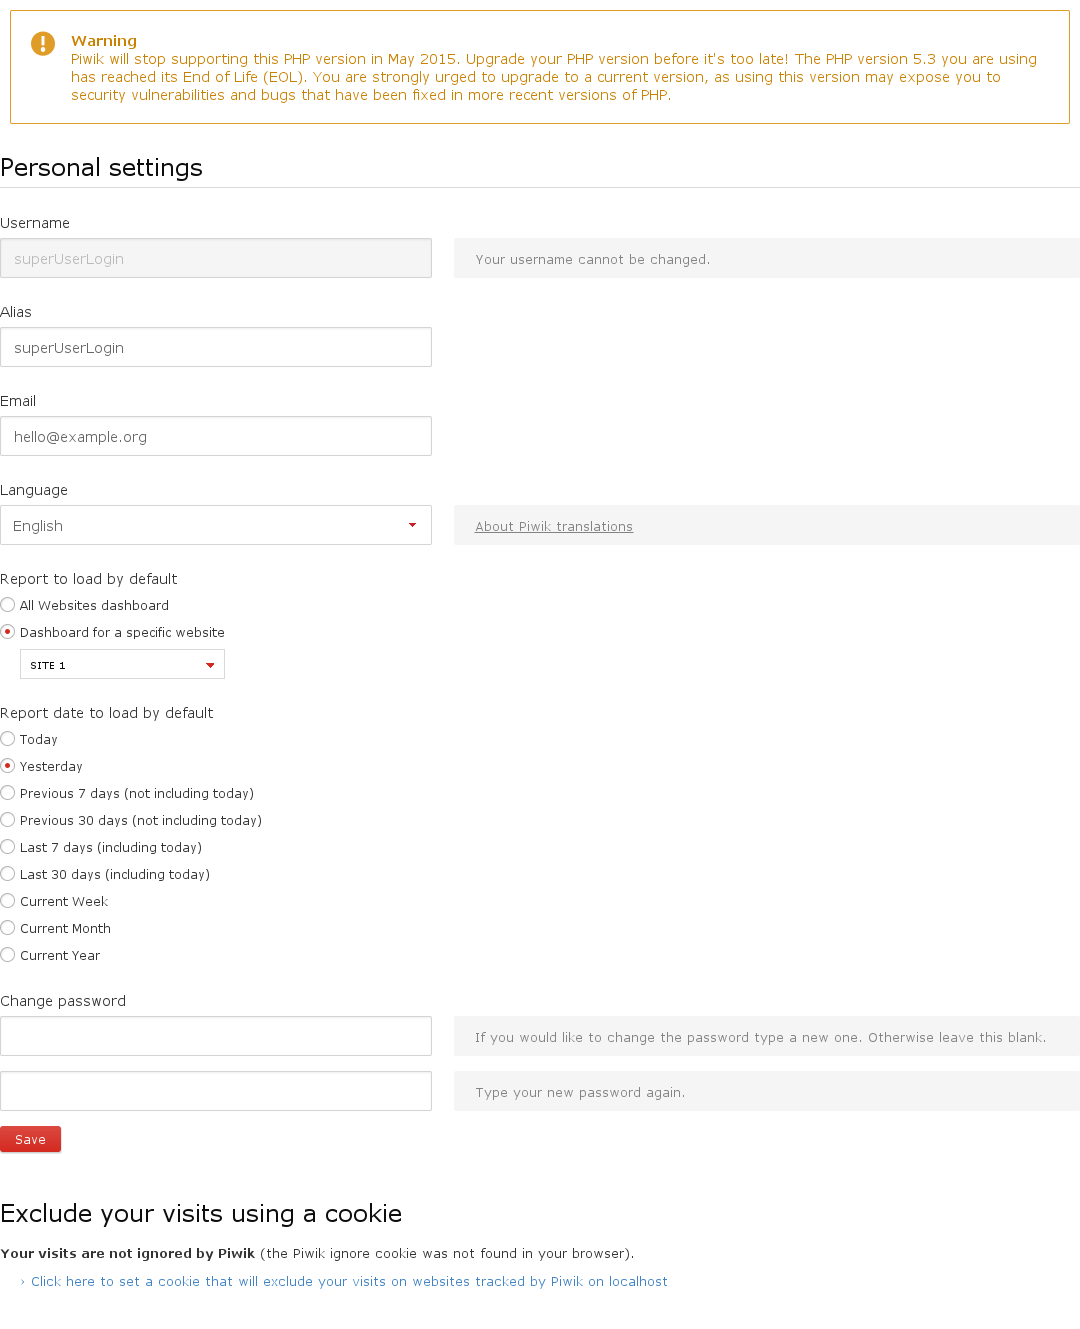 Warning
Piwik will stop supporting this PHP version in May 2015. Upgrade your PHP version before it's too late! The PHP version 5.3 you are using
has reached its End of Life (EOL). You are strongly urged to upgrade to a current version, as using this version may expose you to
security vulnerabilities and bugs that have been fixed in more recent versions of PHP.
Personal settings
Username
superUserLogin
Your username cannot be changed.
Alias
superUserLogin
Email
hello@example.org
Language
English
About Piwik translations
Report to load by default
All Websites dashboard
Dashboard for a specific website
SITE 1
Report date to load by default
Today
Yesterday
Previous 7 days (not including today)
Previous 30 days (not including today)
Last 7 days (including today)
Last 30 days (including today)
Current Week
Current Month
Current Year
Change password
If you would like to change the password type a new one. Otherwise leave this blank.
Type your new password again.
Save
Exclude your visits using a cookie
Your visits are not ignored by Piwik (the Piwik ignore cookie was not found in your browser).
› Click here to set a cookie that will exclude your visits on websites tracked by Piwik on localhost